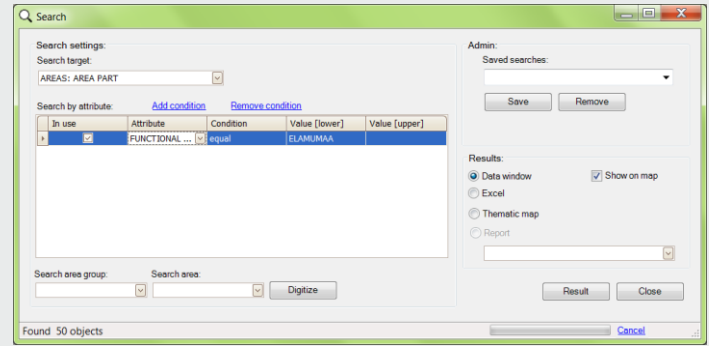 Search
Search settings:
Search target:
AREAS: AREA PART
Search by attribute: Add condition Remove condition
In use Attribute Condition Value [lower] Value [upper]
FUNCTIONAL ... equal ELAMUMAA
Search area group: Search area:
Digitize
Admin:
Saved searches:
Save Remove
Results:
Data window Show on map
Excel
Thematic map
Report
Result Close
Found 50 objects Cancel